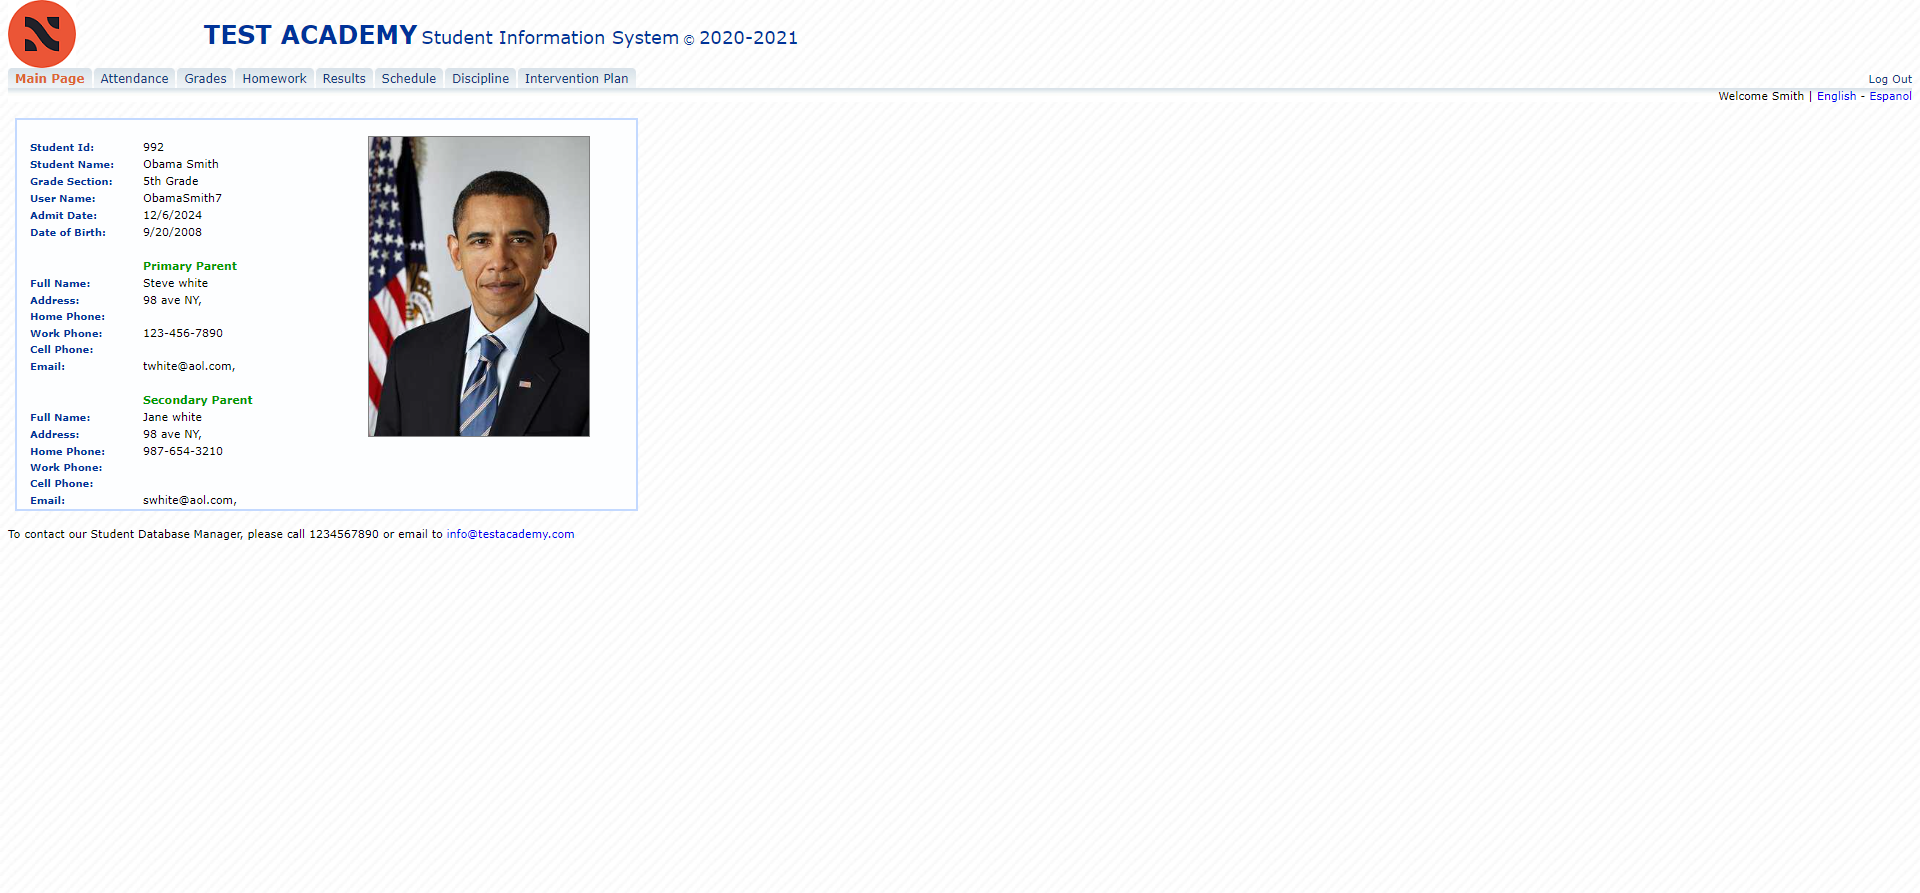 TEST ACADEMY Student Information System © 2020-2021
Main Page Attendance Grades Homework Results Schedule Discipline Intervention Plan Log Out
Welcome Smith | English - Espanol
Student Id: 992
Student Name: Obama Smith
Grade Section: 5th Grade
User Name: ObamaSmith7
Admit Date: 12/6/2024
Date of Birth: 9/20/2008
Primary Parent
Full Name: Steve white
Address: 98 ave NY,
Home Phone:
Work Phone: 123-456-7890
Cell Phone:
Email: twhite@aol.com,
Secondary Parent
Full Name: Jane white
Address: 98 ave NY,
Home Phone: 987-654-3210
Work Phone:
Cell Phone:
Email: swhite@aol.com,
To contact our Student Database Manager, please call 1234567890 or email to info@testacademy.com